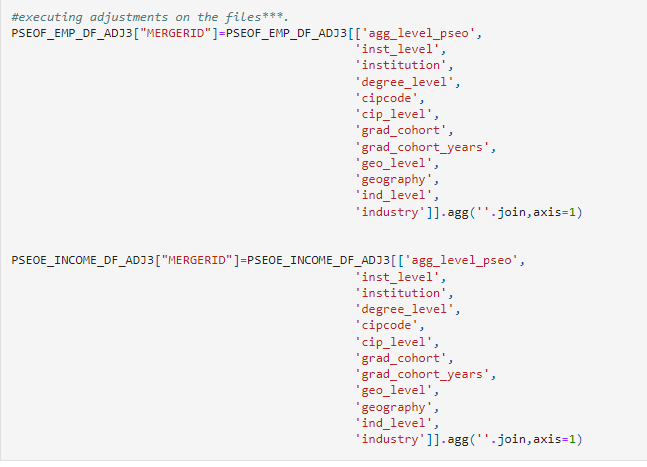 #executing adjustments on the files***.
PSEOF_EMP_DF_ADJ3["MERGERID"]=PSEOF_EMP_DF_ADJ3[['agg_level_pseo',
'inst_level',
'institution',
'degree_level',
'cipcode',
'cip_level',
'grad_cohort',
'grad_cohort_years',
'geo_level',
'geography',
'ind_level',
'industry']].agg(''.join,axis=1)
PSEOE_INCOME_DF_ADJ3["MERGERID"]=PSEOE_INCOME_DF_ADJ3[['agg_level_pseo',
'inst_level',
'institution',
'degree_level',
'cipcode',
'cip_level',
'grad_cohort',
'grad_cohort_years',
'geo_level',
'geography',
'ind_level',
'industry']].agg(''.join,axis=1)